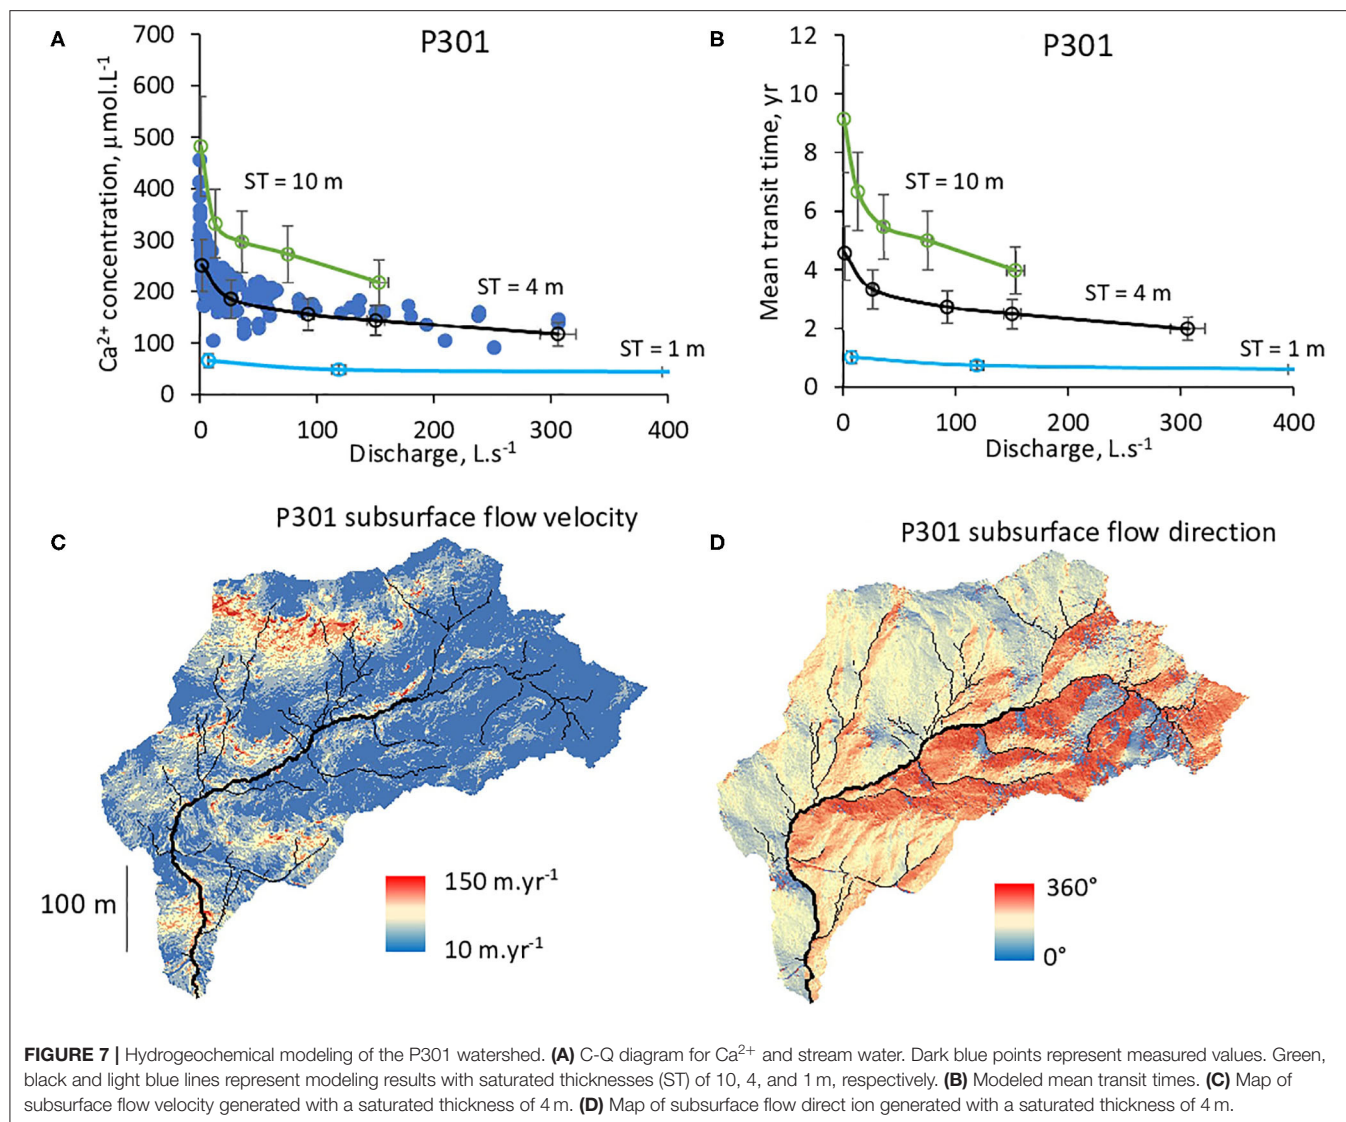 A
P301
700
600
500
400
300
200
100
0
Ca²⁺ concentration, µmol.L⁻¹
ST = 10 m
ST = 4 m
ST = 1 m
0 100 200 300 400
Discharge, L.s⁻¹
B
P301
12
10
8
6
4
2
0
Mean transit time, yr
ST = 10 m
ST = 4 m
ST = 1 m
0 100 200 300 400
Discharge, L.s⁻¹
P301 subsurface flow velocity
C
100 m
150 m.yr⁻¹
10 m.yr⁻¹
P301 subsurface flow direction
D
360°
0°
FIGURE 7 | Hydrogeochemical modeling of the P301 watershed. (A) C-Q diagram for Ca²⁺ and stream water. Dark blue points represent measured values. Green,
black and light blue lines represent modeling results with saturated thicknesses (ST) of 10, 4, and 1 m, respectively. (B) Modeled mean transit times. (C) Map of
subsurface flow velocity generated with a saturated thickness of 4 m. (D) Map of subsurface flow direct ion generated with a saturated thickness of 4 m.